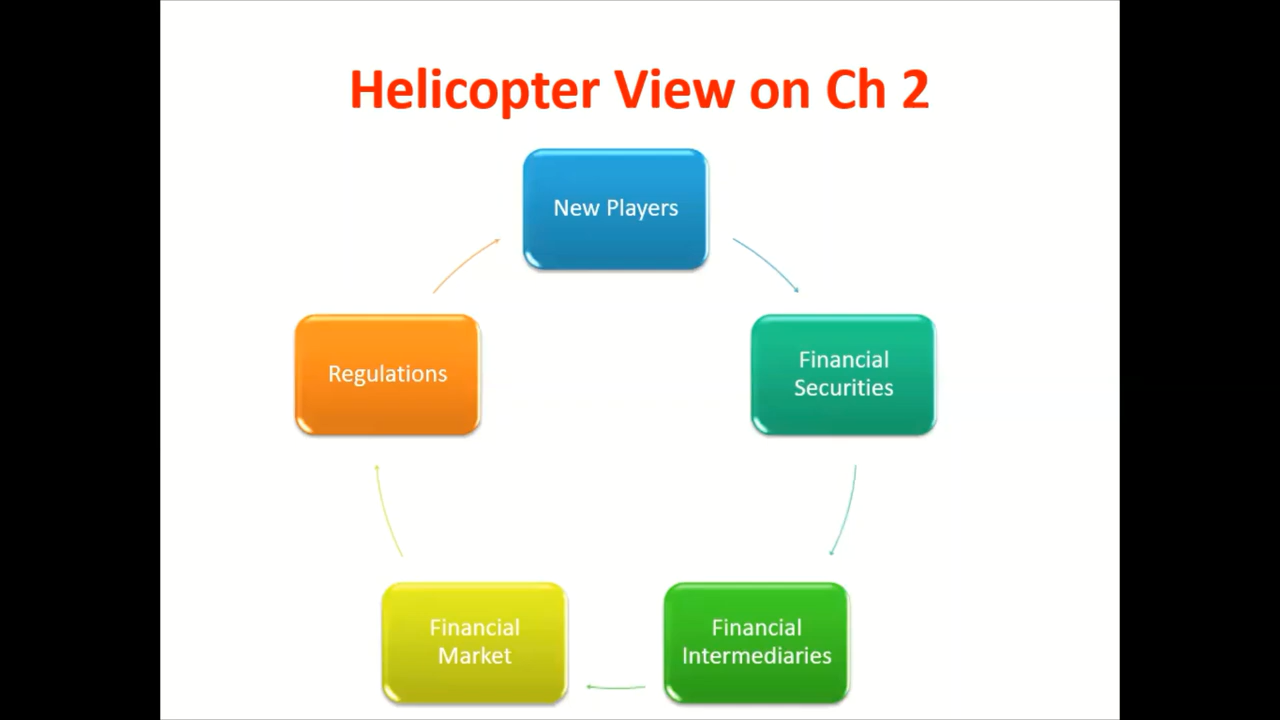 Helicopter View on Ch 2
New Players
Financial
Securities
Financial
Intermediaries
Financial
Market
Regulations